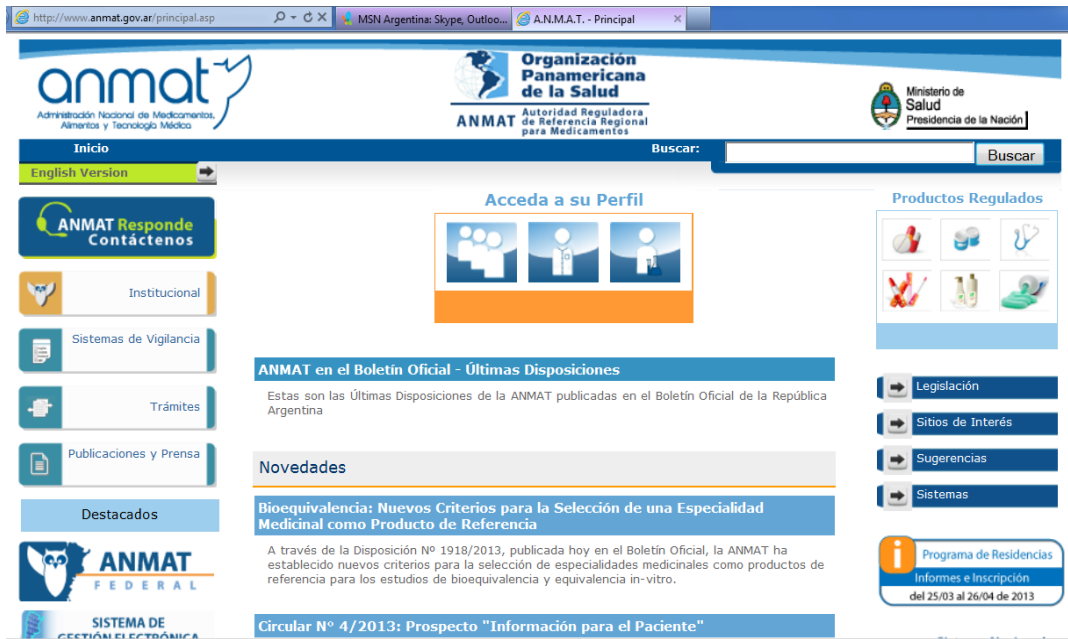 http://www.anmat.gov.ar/principal.asp
MSN Argentina: Skype, Outloo...
A.N.M.A.T. - Principal
anmat
Administración Nacional de Medicamentos,
Alimentos y Tecnología Médica
Organización
Panamericana
de la Salud
ANMAT
Autoridad Reguladora
de Referencia Regional
para Medicamentos
Ministerio de
Salud
Presidencia de la Nación
Inicio
Buscar:
Buscar
English Version
ANMAT Responde
Contáctenos
Institucional
Sistemas de Vigilancia
Trámites
Publicaciones y Prensa
Destacados
ANMAT
FEDERAL
SISTEMA DE
GESTIÓN ELECTRÓNICA
Acceda a su Perfil
ANMAT en el Boletín Oficial - Últimas Disposiciones
Estas son las Últimas Disposiciones de la ANMAT publicadas en el Boletín Oficial de la República
Argentina
Novedades
Bioequivalencia: Nuevos Criterios para la Selección de una Especialidad
Medicinal como Producto de Referencia
A través de la Disposición Nº 1918/2013, publicada hoy en el Boletín Oficial, la ANMAT ha
establecido nuevos criterios para la selección de especialidades medicinales como productos de
referencia para los estudios de bioequivalencia y equivalencia in-vitro.
Circular Nº 4/2013: Prospecto "Información para el Paciente"
Productos Regulados
Legislación
Sitios de Interés
Sugerencias
Sistemas
Programa de Residencias
Informes e Inscripción
del 25/03 al 26/04 de 2013